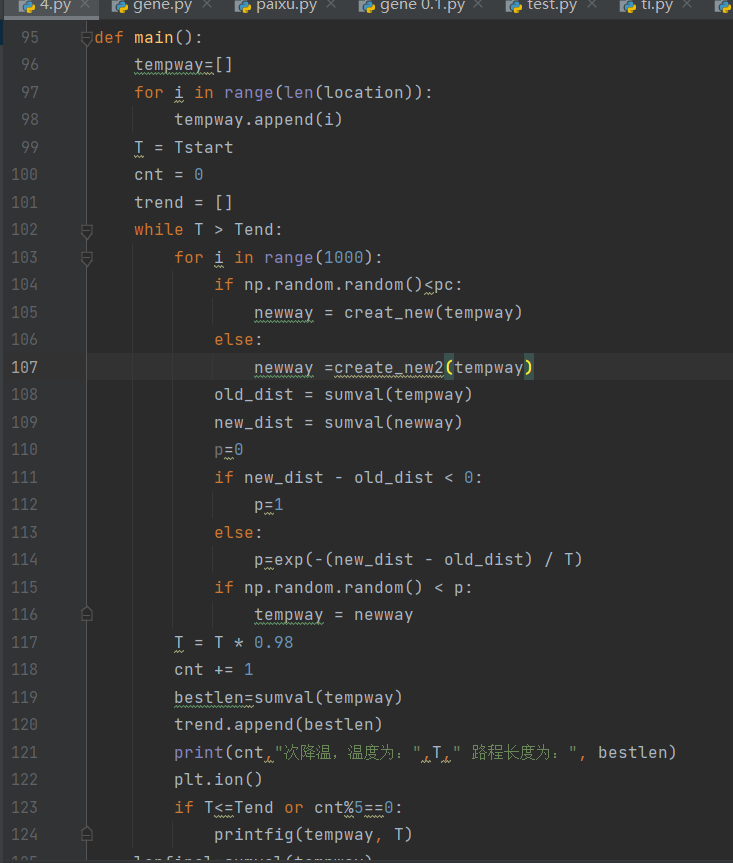 4.py gene.py paixu.py gene 0.1.py test.py ti.py
95 def main():
96 tempway=[]
97 for i in range(len(location)):
98 tempway.append(i)
99 T = Tstart
100 cnt = 0
101 trend = []
102 while T > Tend:
103 for i in range(1000):
104 if np.random.random()<pc:
105 newway = creat_new(tempway)
106 else:
107 newway =create_new2(tempway)
108 old_dist = sumval(tempway)
109 new_dist = sumval(newway)
110 p=0
111 if new_dist - old_dist < 0:
112 p=1
113 else:
114 p=exp(-(new_dist - old_dist) / T)
115 if np.random.random() < p:
116 tempway = newway
117 T = T * 0.98
118 cnt += 1
119 bestlen=sumval(tempway)
120 trend.append(bestlen)
121 print(cnt,"次降温，温度为：",T," 路程长度为：", bestlen)
122 plt.ion()
123 if T<=Tend or cnt%5==0:
124 printfig(tempway, T)